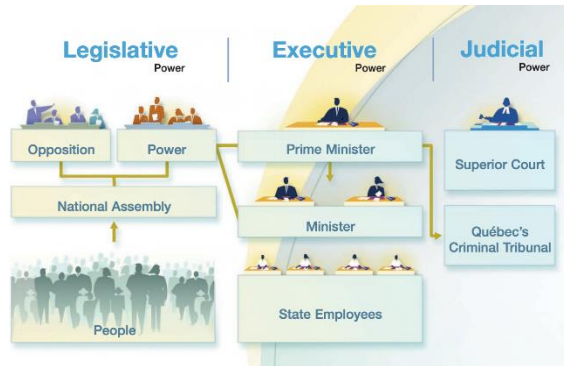 Legislative
Power
Executive
Power
Judicial
Power
Opposition
Power
Prime Minister
Superior Court
National Assembly
Minister
Québec's
Criminal Tribunal
People
State Employees